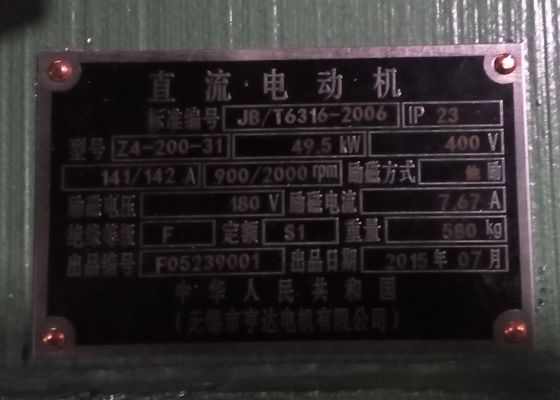 直流电动机
标准编号 JB/T6316-2006 IP 23
型号 Z4-200-31 49.5 kW 400 V
141/142 A 900/2000 rpm 励磁方式 他励
励磁电压 180 V 励磁电流 7.67 A
绝缘等级 F 定额 S1 重量 580 kg
出品编号 F05239001 出品日期 2015年07月
中华人民共和国
(无锡市亨达电机有限公司)